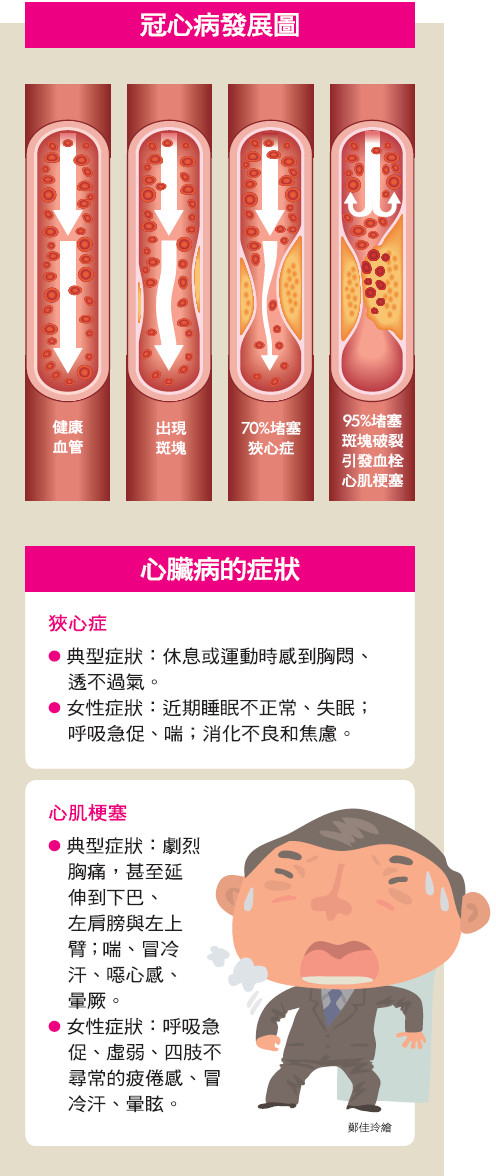 冠心病發展圖
健康
血管
出現
斑塊
70%堵塞
狹心症
95%堵塞
斑塊破裂
引發血栓
心肌梗塞
心臟病的症狀
狹心症
● 典型症狀：休息或運動時感到胸悶、
透不過氣。
● 女性症狀：近期睡眠不正常、失眠；
呼吸急促、喘；消化不良和焦慮。
心肌梗塞
● 典型症狀：劇烈
胸痛，甚至延
伸到下巴、
左肩膀與左上
臂；喘、冒冷
汗、噁心感、
暈厥。
● 女性症狀：呼吸急
促、虛弱、四肢不
尋常的疲倦感、冒
冷汗、暈眩。
鄭佳玲繪